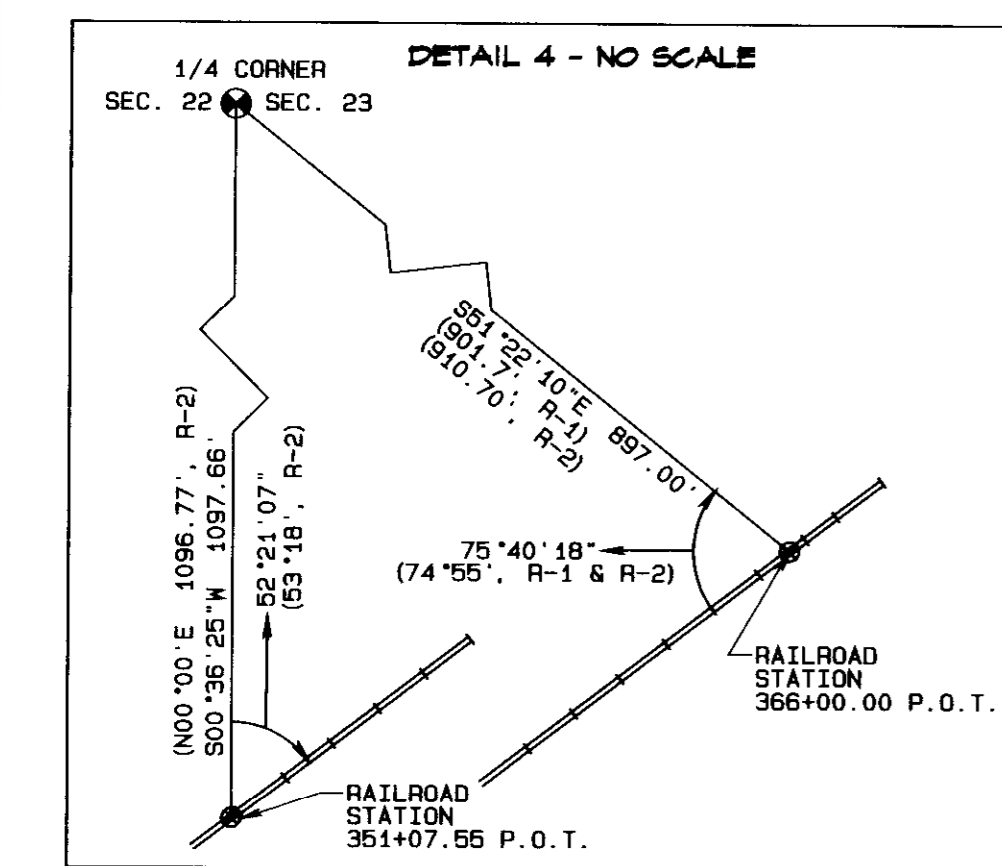 DETAIL 4 - NO SCALE
1/4 CORNER
SEC. 22 SEC. 23
(N00°00'E 1096.77', R-2)
S00°36'25"W 1097.66'
52°21'07"
(53°18', R-2)
S51°22'10"E 897.00'
(901.7', R-1)
(910.70', R-2)
75°40'18"
(74°55', R-1 & R-2)
RAILROAD
STATION
366+00.00 P.O.T.
RAILROAD
STATION
351+07.55 P.O.T.